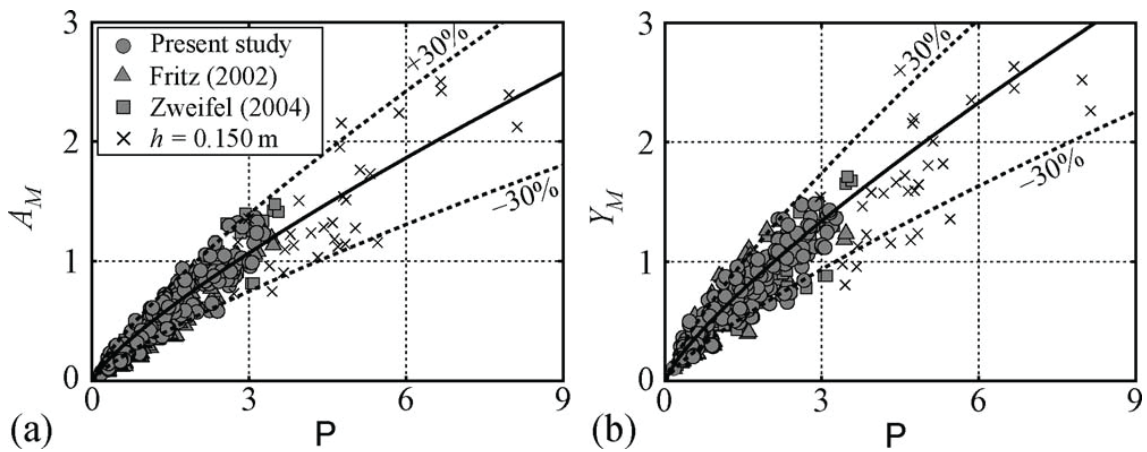 3
2
1
0
A_M
Present study
Fritz (2002)
Zweifel (2004)
h = 0.150 m
+30%
−30%
0 3 6 9
(a) P
3
2
1
0
Y_M
+30%
−30%
0 3 6 9
(b) P